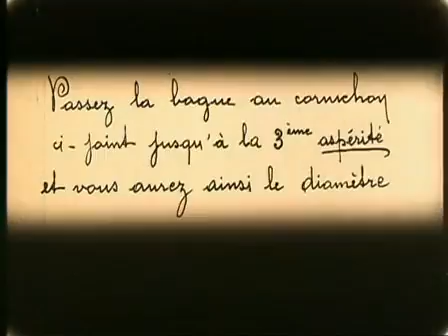 Passez la bague au cornichon
ci-joint jusqu'à la 3ème aspérité
et vous aurez ainsi le diamètre